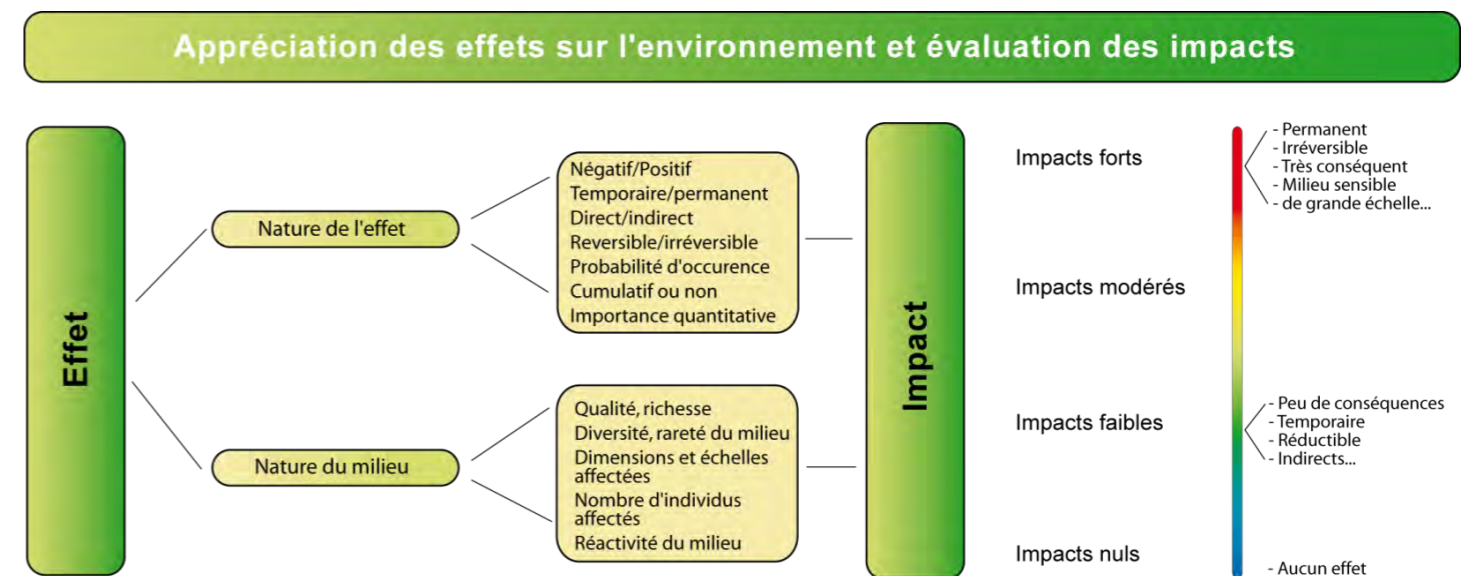 Appréciation des effets sur l'environnement et évaluation des impacts
Effet
Nature de l'effet
Négatif/Positif
Temporaire/permanent
Direct/indirect
Reversible/irréversible
Probabilité d'occurence
Cumulatif ou non
Importance quantitative
Nature du milieu
Qualité, richesse
Diversité, rareté du milieu
Dimensions et échelles
affectées
Nombre d'individus
affectés
Réactivité du milieu
Impact
Impacts forts
- Permanent
- Irréversible
- Très conséquent
- Milieu sensible
- de grande échelle...
Impacts modérés
Impacts faibles
- Peu de conséquences
- Temporaire
- Réductible
- Indirects...
Impacts nuls
- Aucun effet